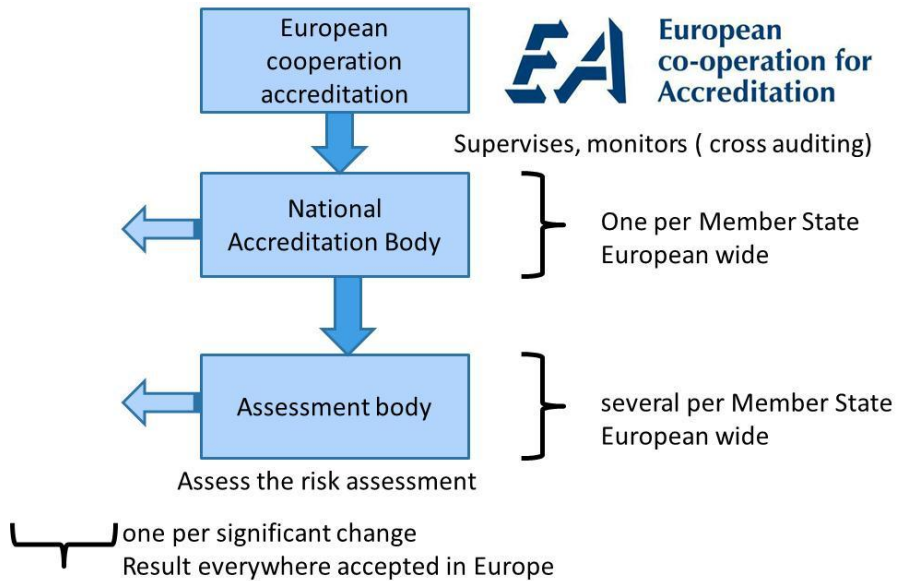 European
cooperation
accreditation
EA
European
co-operation for
Accreditation
Supervises, monitors ( cross auditing)
National
Accreditation Body
One per Member State
European wide
Assessment body
several per Member State
European wide
Assess the risk assessment
one per significant change
Result everywhere accepted in Europe